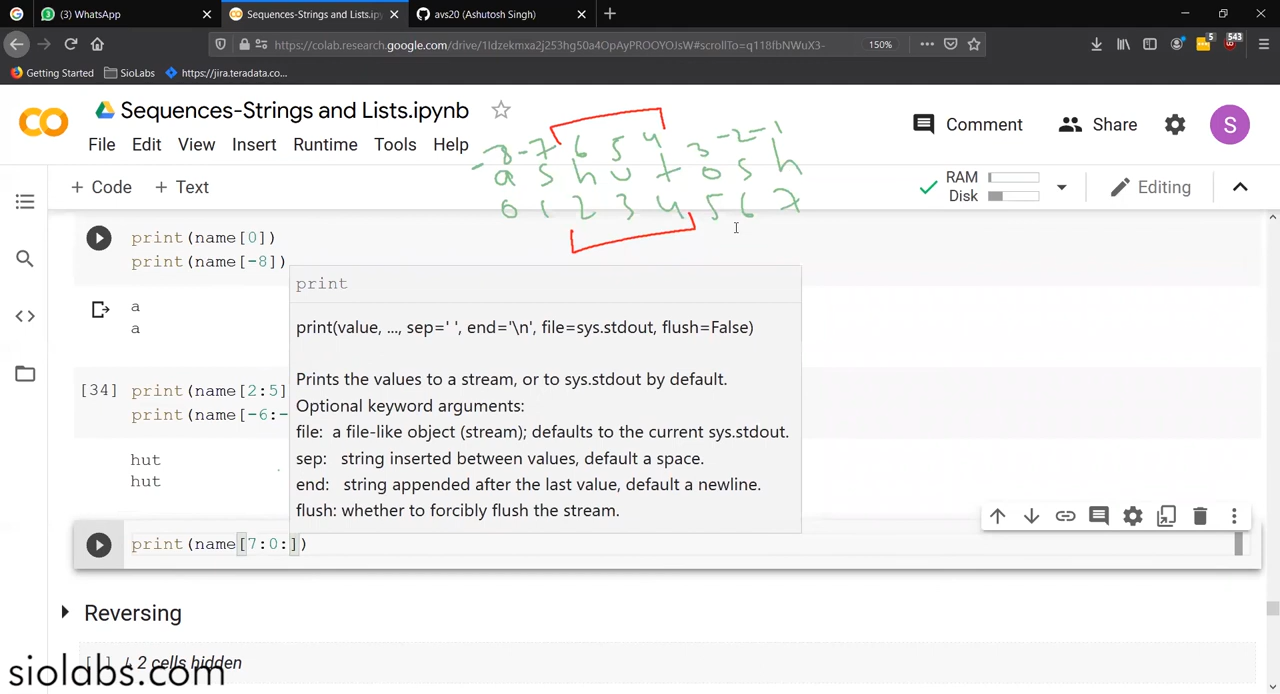 (3) WhatsApp
Sequences-Strings and Lists.ipynb
avs20 (Ashutosh Singh)
https://colab.research.google.com/drive/1ldzekmxa2j253hg50a4OpAyPROOYOJsW#scrollTo=q118fbNWuX3-
150%
5
543
Getting Started
SioLabs
https://jira.teradata.co...
CO
Sequences-Strings and Lists.ipynb
Comment
Share
S
File Edit View Insert Runtime Tools Help
-8 -7 6 5 4 3 -2 -1
a s h u t o s h
0 1 2 3 4 5 6 7
+ Code + Text
RAM
Disk
Editing
print(name[0])
print(name[-8])
a
a
print
print(value, ..., sep=' ', end='\n', file=sys.stdout, flush=False)
Prints the values to a stream, or to sys.stdout by default.
Optional keyword arguments:
file: a file-like object (stream); defaults to the current sys.stdout.
sep: string inserted between values, default a space.
end: string appended after the last value, default a newline.
flush: whether to forcibly flush the stream.
[34] print(name[2:5]
print(name[-6:-
hut
hut
print(name[7:0:])
Reversing
[ ] ↳ 2 cells hidden
siolabs.com